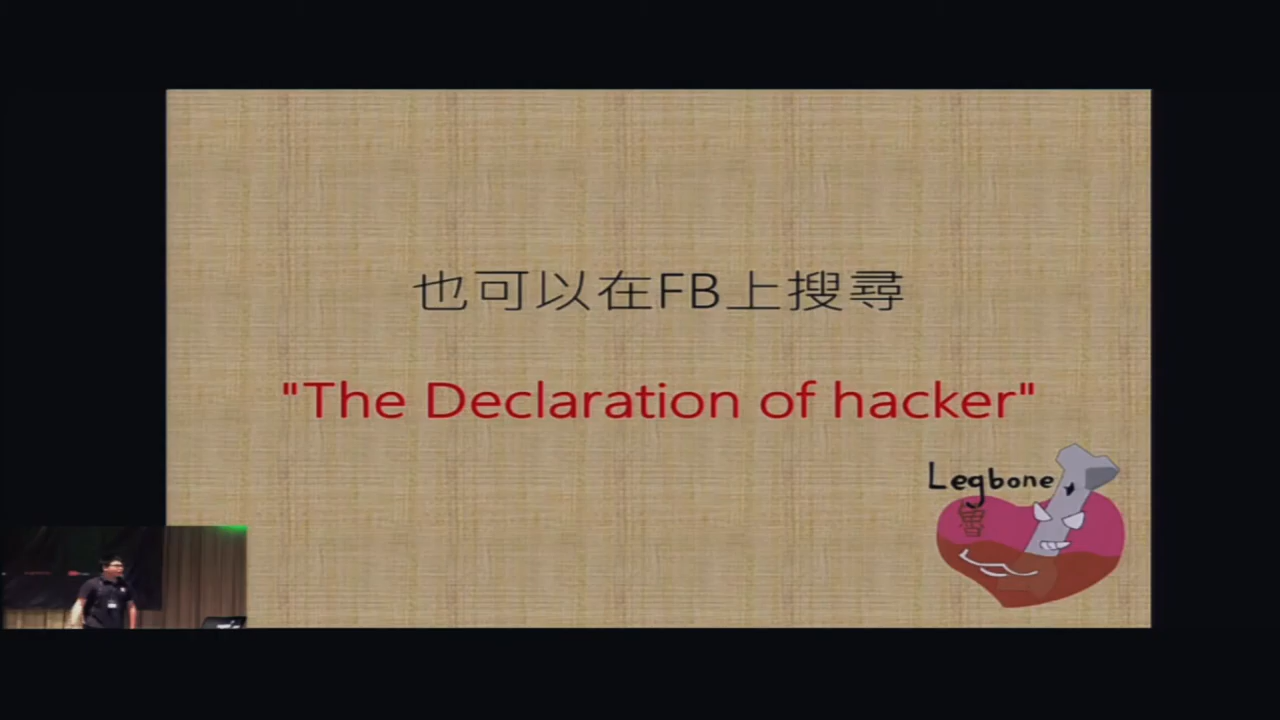 也可以在FB上搜尋
"The Declaration of hacker"
Legbone